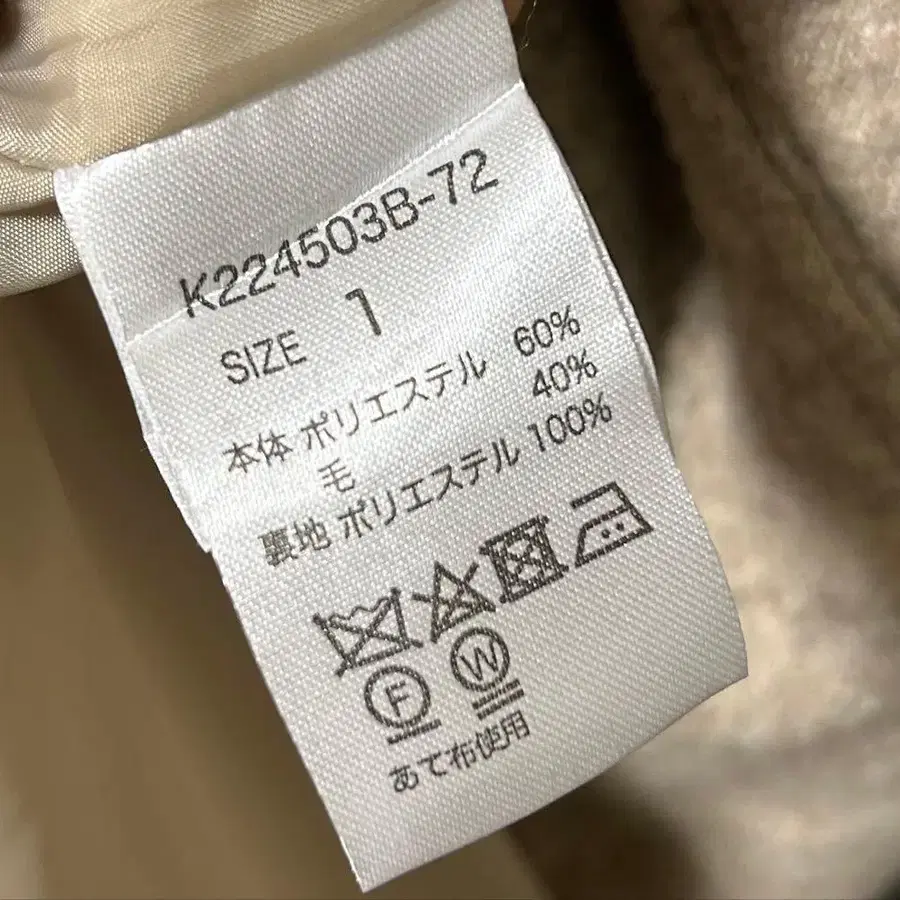 K224503B-72
SIZE 1
本体 ポリエステル 60%
毛 40%
裏地 ポリエステル 100%
F W
あて布使用